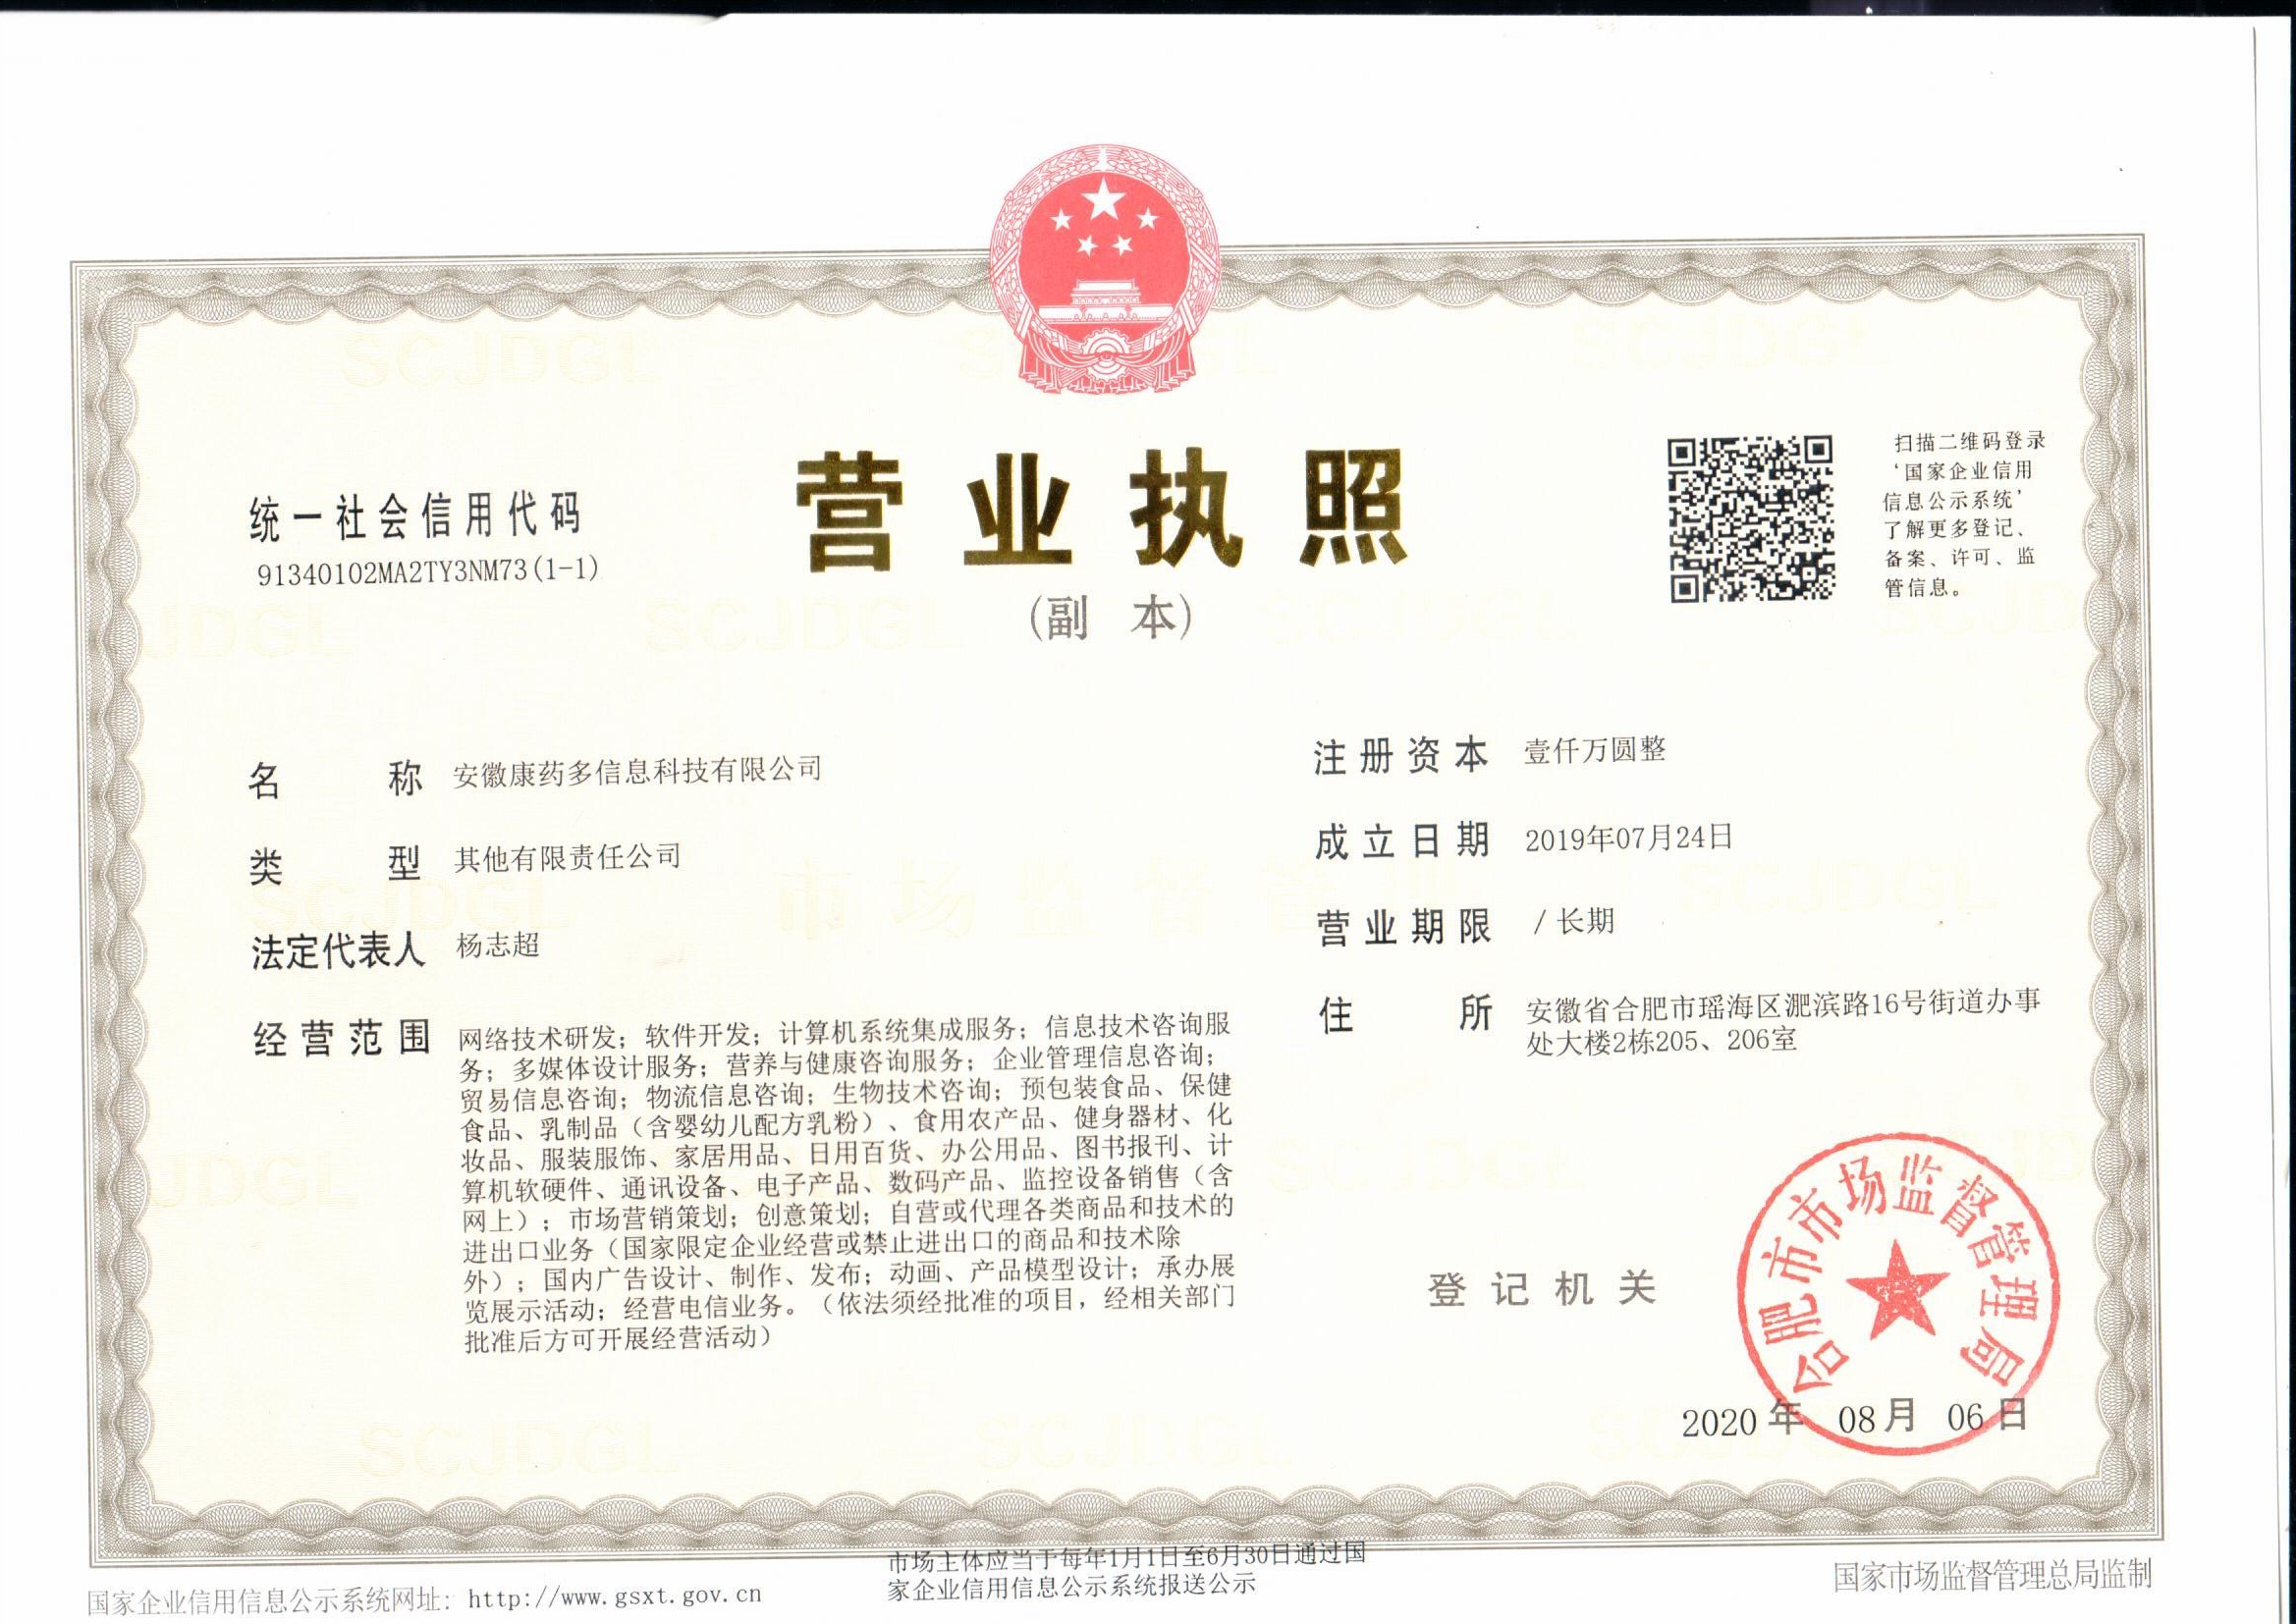 统一社会信用代码
91340102MA2TY3NM73(1-1)
营业执照
(副 本)
扫描二维码登录
‘国家企业信用
信息公示系统’
了解更多登记、
备案、许可、监
管信息。
名 称 安徽康药多信息科技有限公司
类 型 其他有限责任公司
法定代表人 杨志超
经营范围 网络技术研发；软件开发；计算机系统集成服务；信息技术咨询服
务；多媒体设计服务；营养与健康咨询服务；企业管理信息咨询；
贸易信息咨询；物流信息咨询；生物技术咨询；预包装食品、保健
食品、乳制品（含婴幼儿配方乳粉）、食用农产品、健身器材、化
妆品、服装服饰、家居用品、日用百货、办公用品、图书报刊、计
算机软硬件、通讯设备、电子产品、数码产品、监控设备销售（含
网上）；市场营销策划；创意策划；自营或代理各类商品和技术的
进出口业务（国家限定企业经营或禁止进出口的商品和技术除
外）；国内广告设计、制作、发布；动画、产品模型设计；承办展
览展示活动；经营电信业务。（依法须经批准的项目，经相关部门
批准后方可开展经营活动）
注册资本 壹仟万圆整
成立日期 2019年07月24日
营业期限 /长期
住 所 安徽省合肥市瑶海区淝滨路16号街道办事
处大楼2栋205、206室
登记机关
合肥市市场监督管理局
2020 年 08 月 06 日
国家企业信用信息公示系统网址：http://www.gsxt.gov.cn
市场主体应当于每年1月1日至6月30日通过国
家企业信用信息公示系统报送公示
国家市场监督管理总局监制